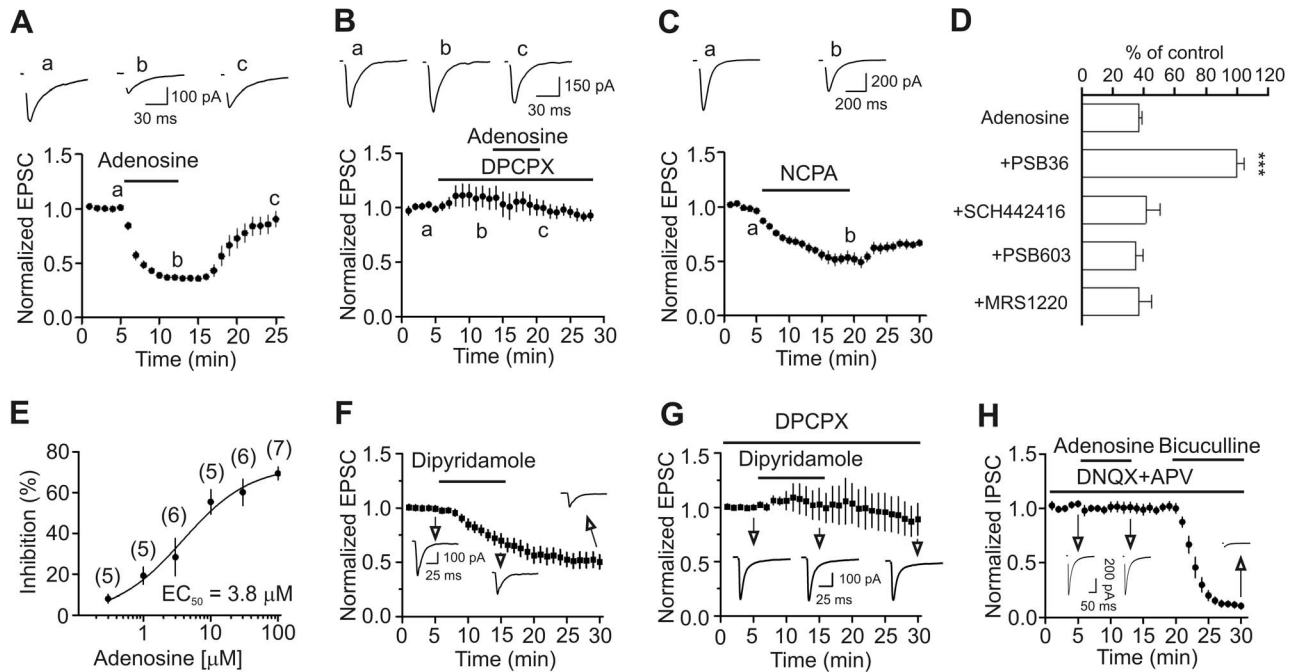 A
a
b
c
100 pA
30 ms
Normalized EPSC
1.5
1.0
0.5
0.0
Adenosine
a
b
c
0 5 10 15 20 25
Time (min)
B
a
b
c
150 pA
30 ms
Normalized EPSC
1.5
1.0
0.5
0.0
Adenosine
DPCPX
a
b
c
0 5 10 15 20 25 30
Time (min)
C
a
b
200 pA
200 ms
Normalized EPSC
1.5
1.0
0.5
0.0
NCPA
a
b
0 5 10 15 20 25 30
Time (min)
D
% of control
0 20 40 60 80 100 120
Adenosine
+PSB36
***
+SCH442416
+PSB603
+MRS1220
E
Inhibition (%)
80
60
40
20
0
(5)
(5)
(6)
(5)
(6)
(7)
EC50 = 3.8 μM
1 10 100
Adenosine [μM]
F
Normalized EPSC
1.5
1.0
0.5
0.0
Dipyridamole
100 pA
25 ms
0 5 10 15 20 25 30
Time (min)
G
DPCPX
Normalized EPSC
1.5
1.0
0.5
0.0
Dipyridamole
100 pA
25 ms
0 5 10 15 20 25 30
Time (min)
H
Normalized IPSC
1.5
1.0
0.5
0.0
Adenosine Bicuculline
DNQX+APV
200 pA
50 ms
0 5 10 15 20 25 30
Time (min)